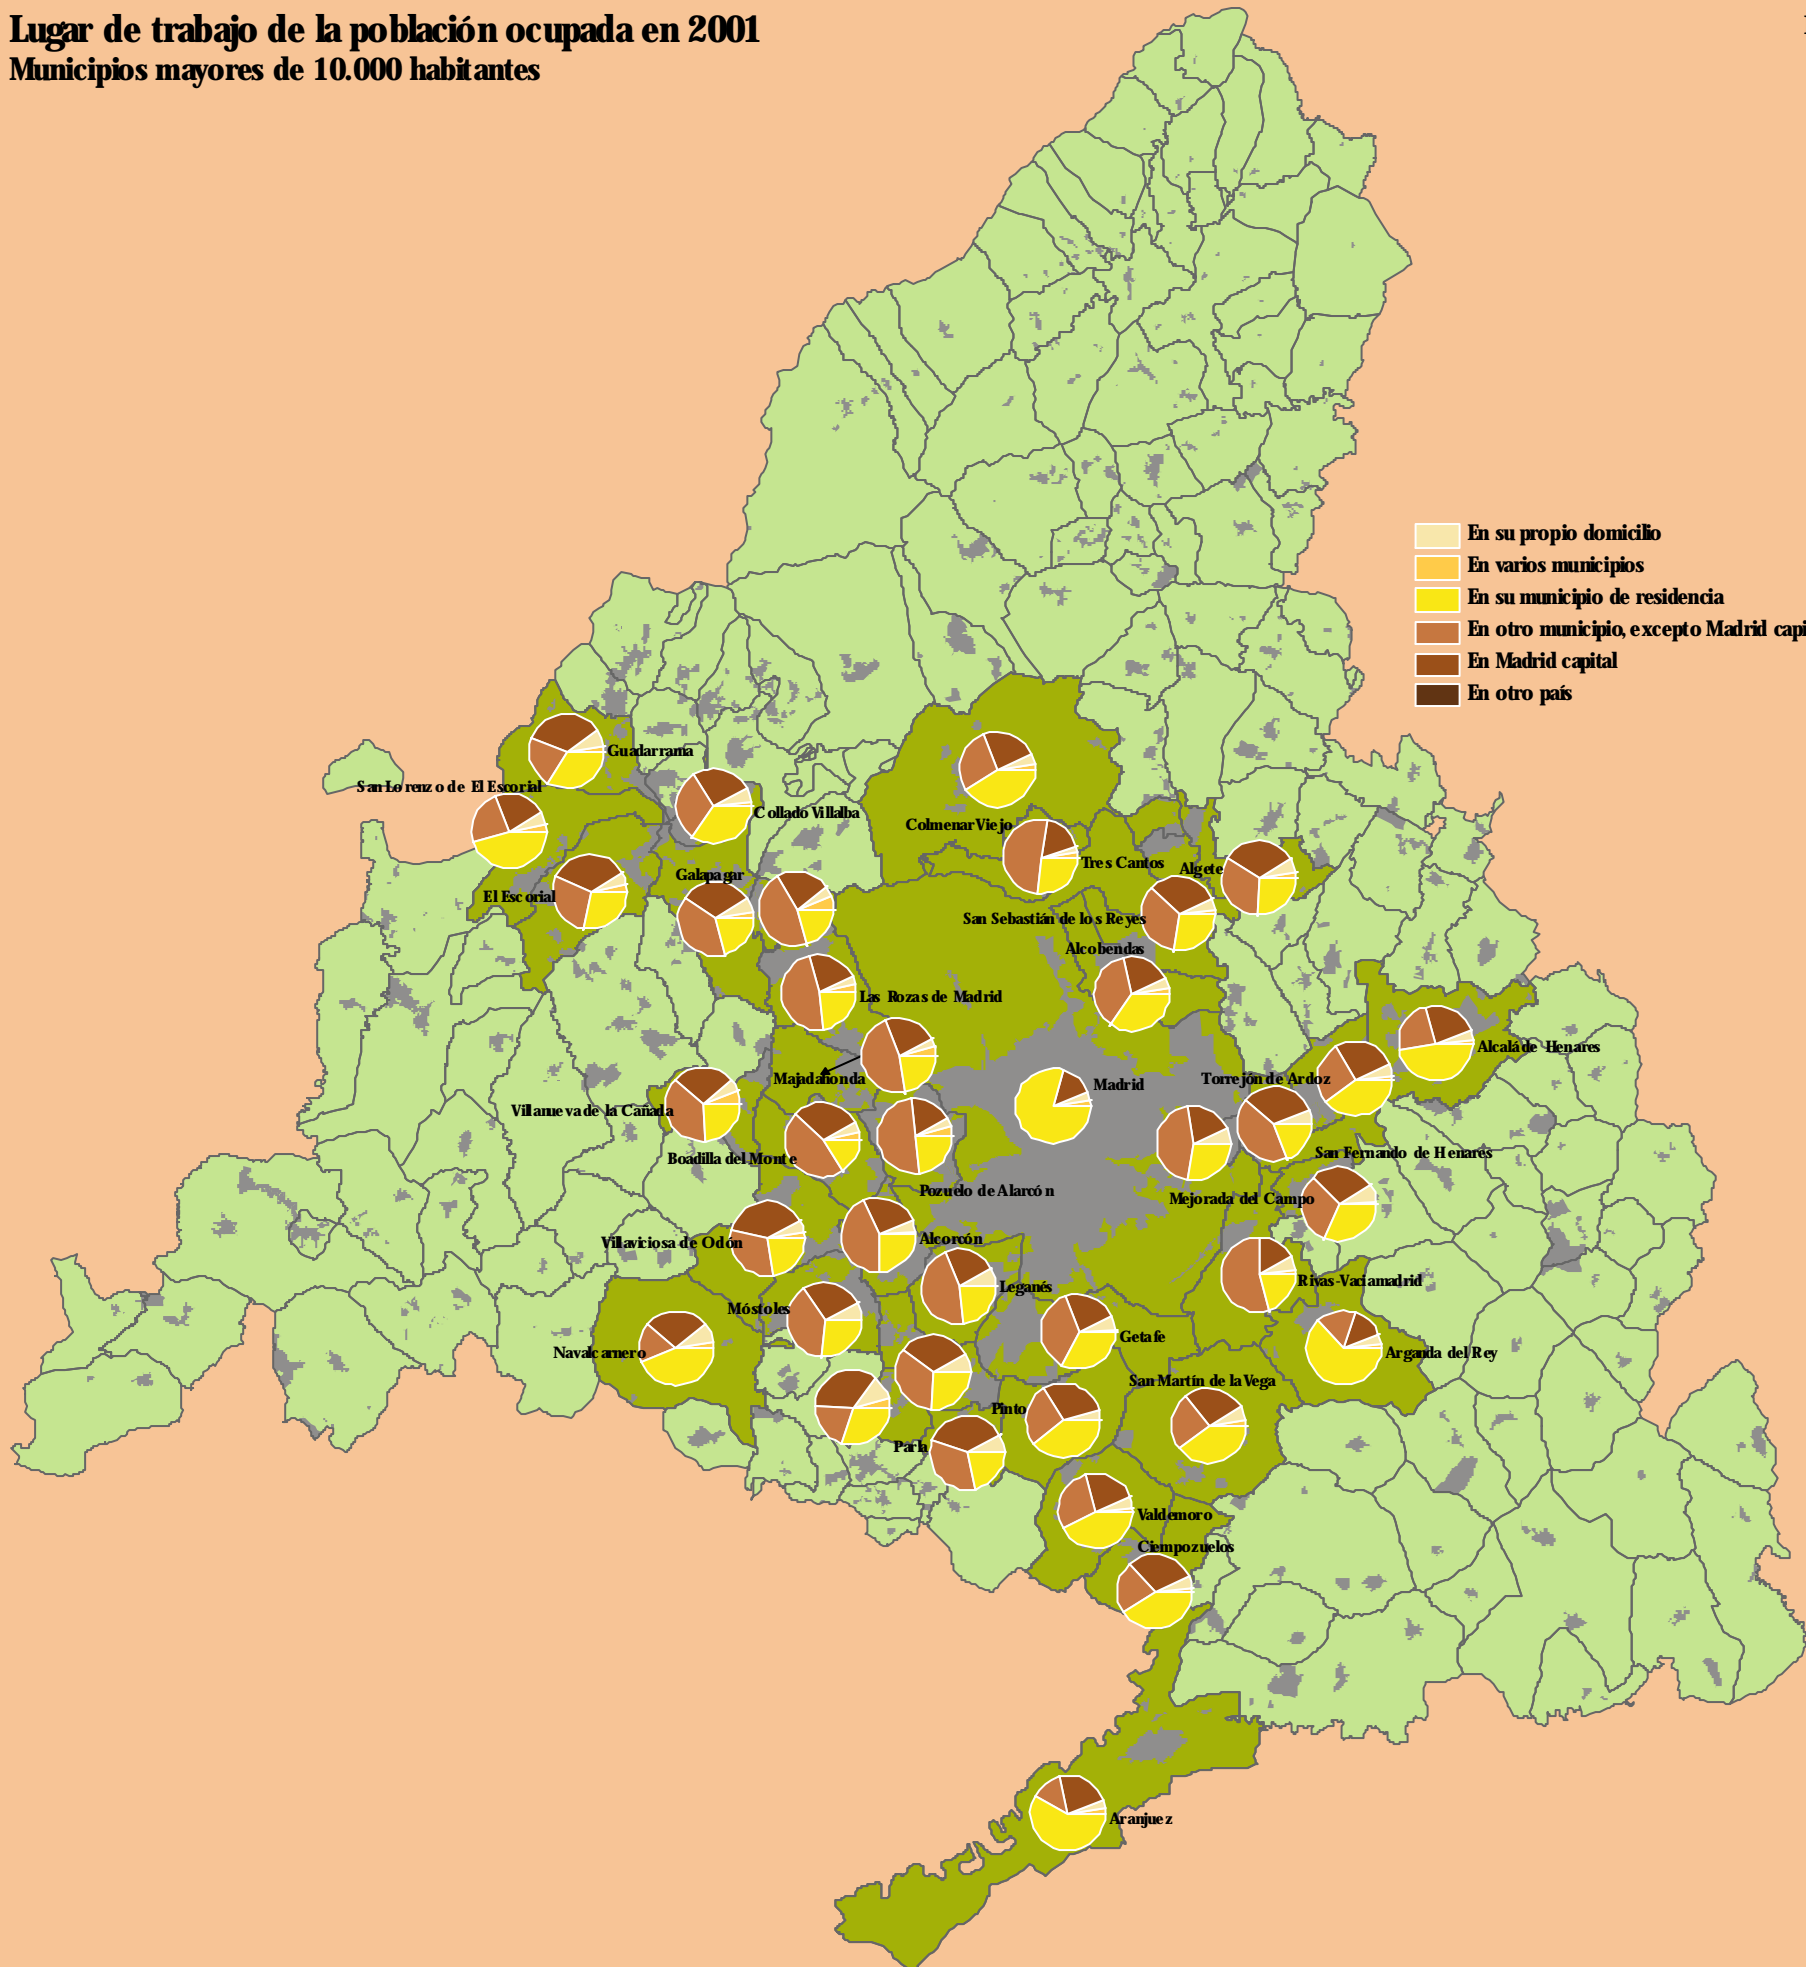 Lugar de trabajo de la población ocupada en 2001
Municipios mayores de 10.000 habitantes
En su propio domicilio
En varios municipios
En su municipio de residencia
En otro municipio, excepto Madrid capi
En Madrid capital
En otro país
Guadarrama
San Lorenzo de El Escorial
Collado Villalba
Colmenar Viejo
Tres Cantos
Algete
Galapagar
El Escorial
San Sebastián de los Reyes
Alcobendas
Las Rozas de Madrid
Alcalá de Henares
Majadahonda
Torrejón de Ardoz
Madrid
Villanueva de la Cañada
San Fernando de Henares
Boadilla del Monte
Pozuelo de Alarcón
Mejorada del Campo
Villaviciosa de Odón
Alcorcón
Rivas-Vaciamadrid
Leganés
Móstoles
Getafe
Navalcarnero
Arganda del Rey
San Martín de la Vega
Pinto
Parla
Valdemoro
Ciempozuelos
Aranjuez